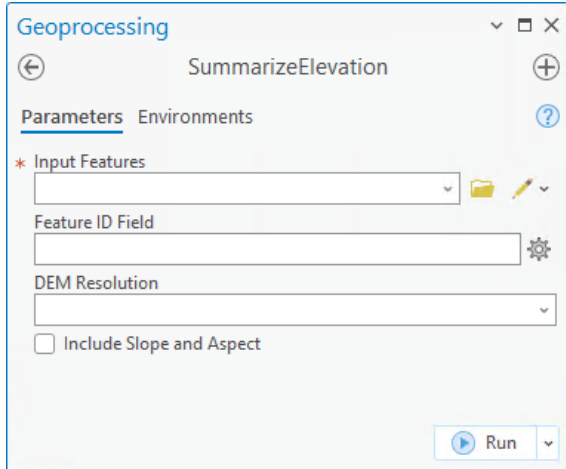 Geoprocessing
SummarizeElevation
Parameters Environments
* Input Features
Feature ID Field
DEM Resolution
Include Slope and Aspect
Run